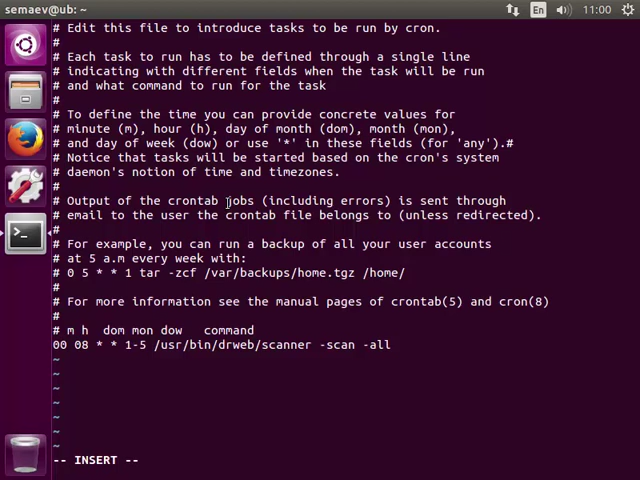 semaev@ub: ~
En
11:00
# Edit this file to introduce tasks to be run by cron.
#
# Each task to run has to be defined through a single line
# indicating with different fields when the task will be run
# and what command to run for the task
#
# To define the time you can provide concrete values for
# minute (m), hour (h), day of month (dom), month (mon),
# and day of week (dow) or use '*' in these fields (for 'any').#
# Notice that tasks will be started based on the cron's system
# daemon's notion of time and timezones.
#
# Output of the crontab jobs (including errors) is sent through
# email to the user the crontab file belongs to (unless redirected).
#
# For example, you can run a backup of all your user accounts
# at 5 a.m every week with:
# 0 5 * * 1 tar -zcf /var/backups/home.tgz /home/
#
# For more information see the manual pages of crontab(5) and cron(8)
#
# m h  dom mon dow   command
00 08 * * 1-5 /usr/bin/drweb/scanner -scan -all
~
~
~
~
~
~
~
-- INSERT --